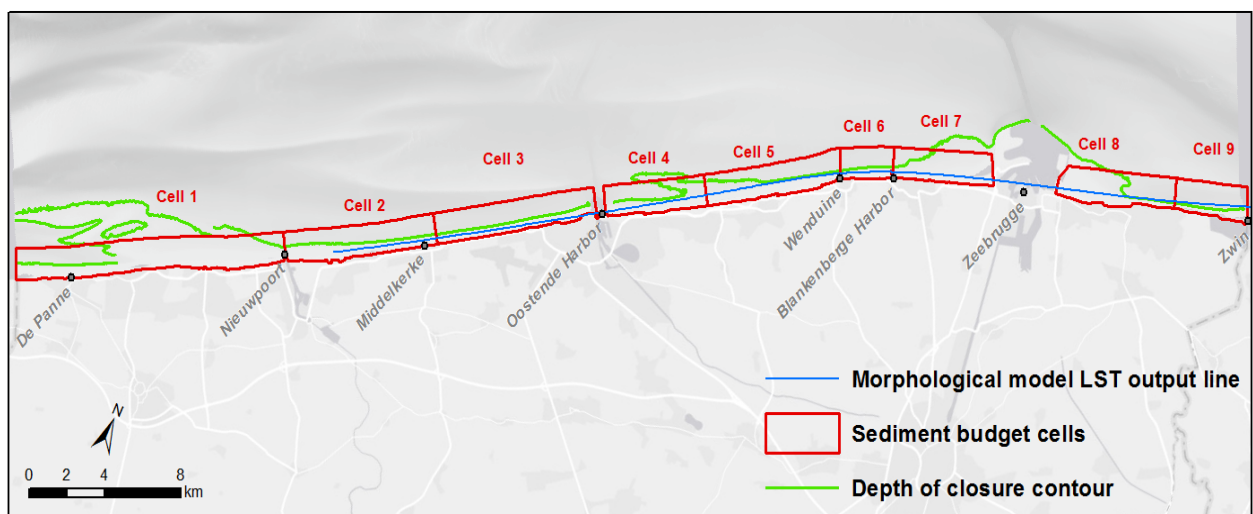 Cell 1
Cell 2
Cell 3
Cell 4
Cell 5
Cell 6
Cell 7
Cell 8
Cell 9
De Panne
Nieuwpoort
Middelkerke
Oostende Harbor
Wenduine
Blankenberge Harbor
Zeebrugge
Zwin
Morphological model LST output line
Sediment budget cells
Depth of closure contour
N
0 2 4 8
km